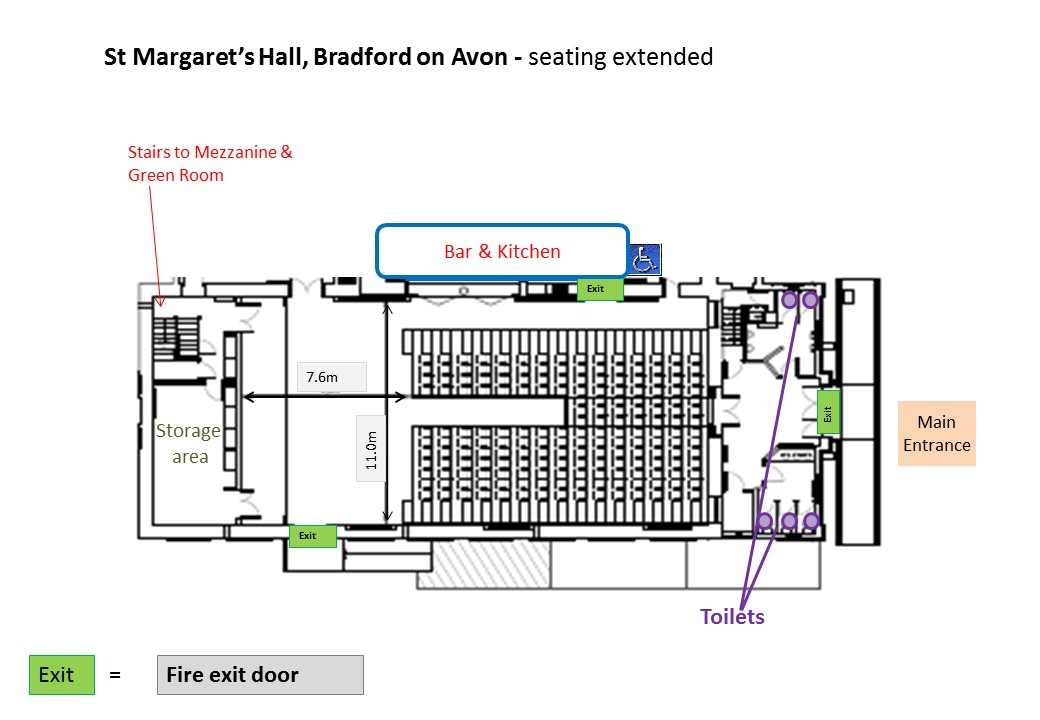 St Margaret's Hall, Bradford on Avon - seating extended
Stairs to Mezzanine &
Green Room
Bar & Kitchen
Exit
7.6m
11.0m
Storage
area
Exit
Main
Entrance
Exit
Toilets
Exit = Fire exit door